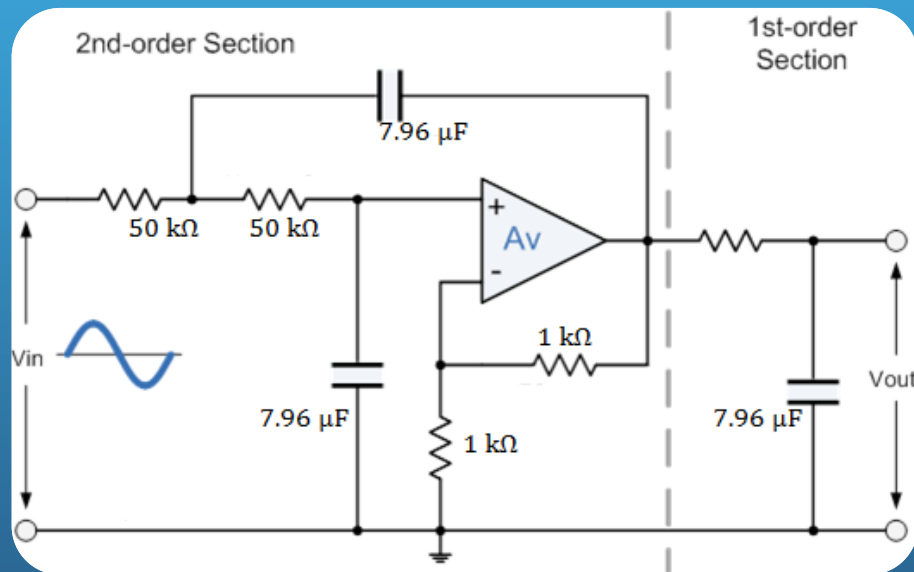 2nd-order Section
1st-order
Section
7.96 μF
50 kΩ
50 kΩ
+
Av
-
1 kΩ
Vin
Vout
7.96 μF
7.96 μF
1 kΩ